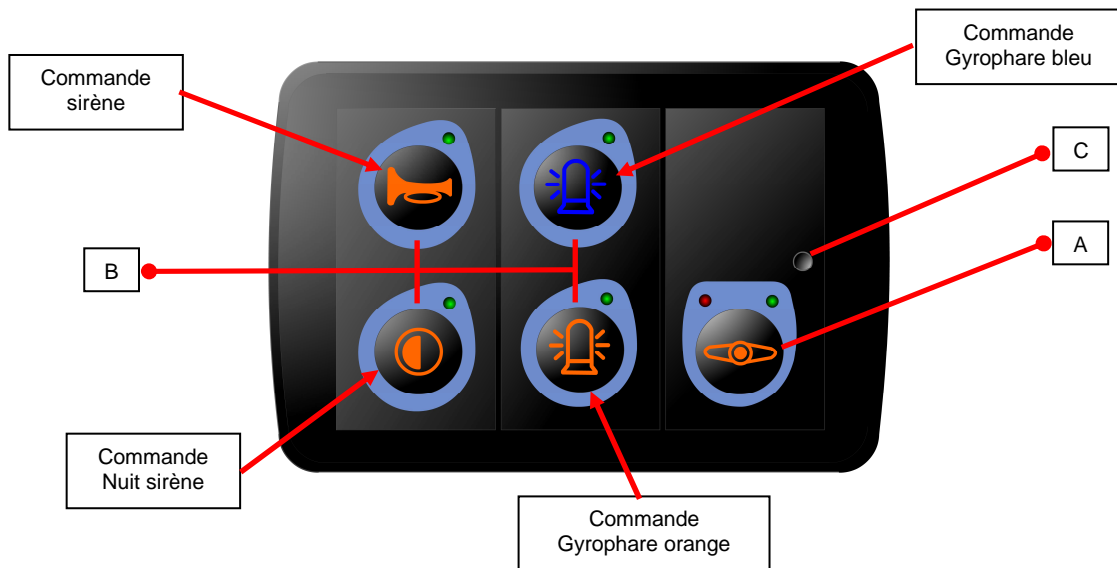 Commande
Gyrophare bleu
Commande
sirène
C
A
B
Commande
Nuit sirène
Commande
Gyrophare orange